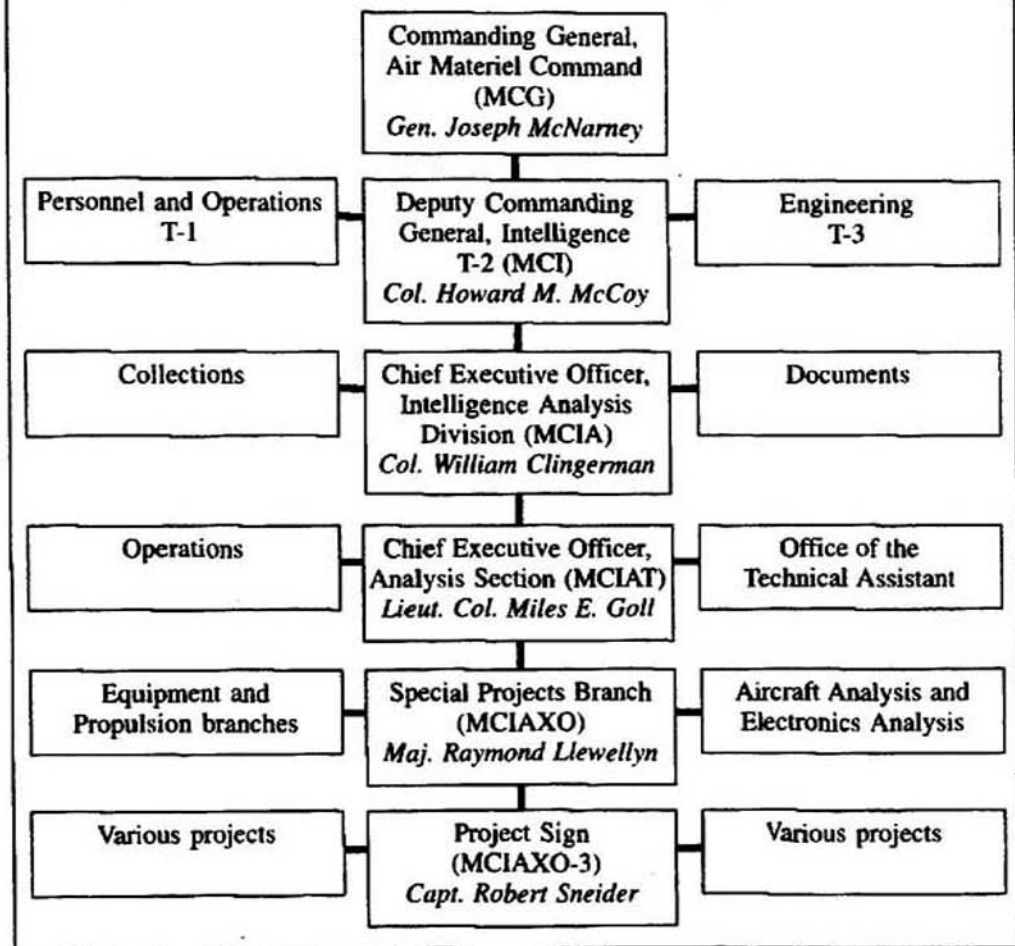 Commanding General,
Air Materiel Command
(MCG)
Gen. Joseph McNarney
Personnel and Operations
T-1
Deputy Commanding
General, Intelligence
T-2 (MCI)
Col. Howard M. McCoy
Engineering
T-3
Collections
Chief Executive Officer,
Intelligence Analysis
Division (MCIA)
Col. William Clingerman
Documents
Operations
Chief Executive Officer,
Analysis Section (MCIAT)
Lieut. Col. Miles E. Goll
Office of the
Technical Assistant
Equipment and
Propulsion branches
Special Projects Branch
(MCIAXO)
Maj. Raymond Llewellyn
Aircraft Analysis and
Electronics Analysis
Various projects
Project Sign
(MCIAXO-3)
Capt. Robert Sneider
Various projects